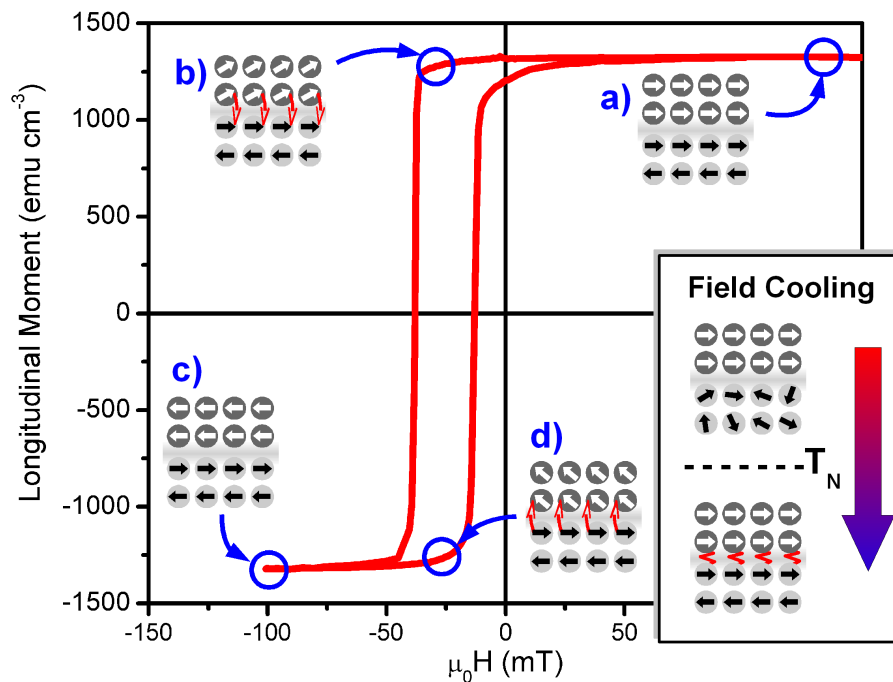 1500
1000
500
0
-500
-1000
-1500
Longitudinal Moment (emu cm-3)
-150
-100
-50
0
50
μ0H (mT)
a)
b)
c)
d)
Field Cooling
TN